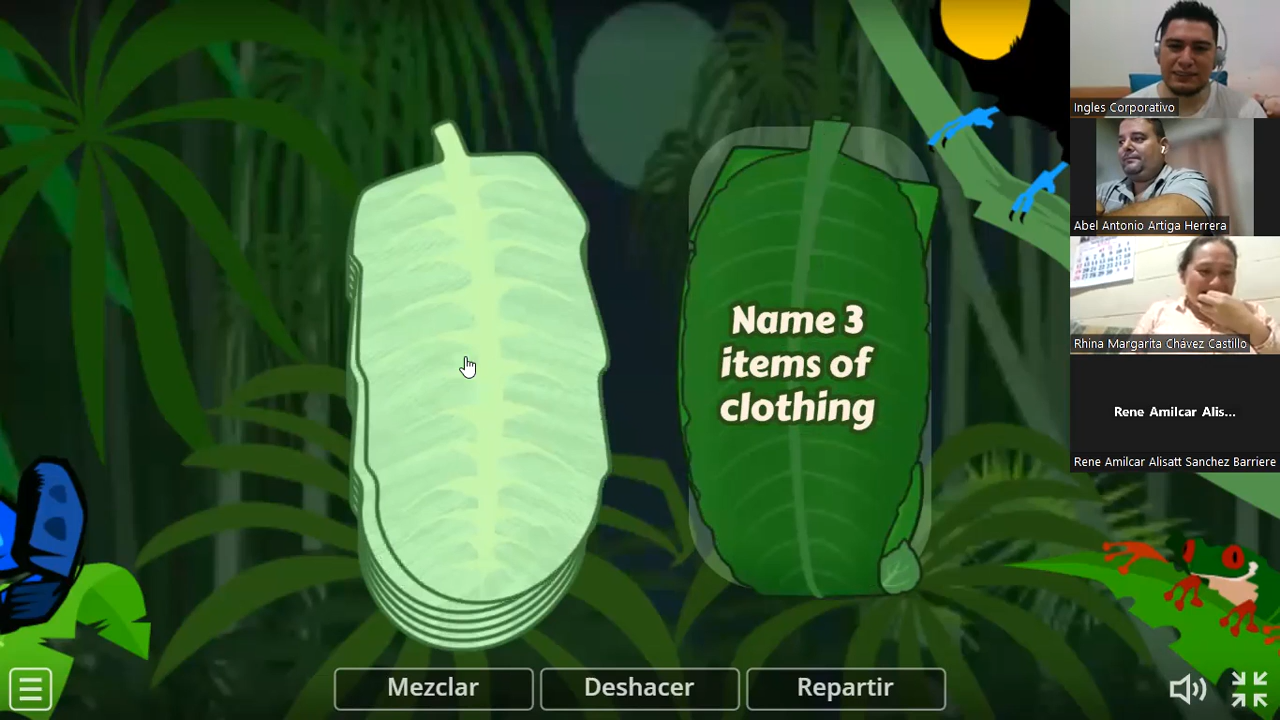 Name 3
items of
clothing
Mezclar
Deshacer
Repartir
Ingles Corporativo
Abel Antonio Artiga Herrera
Rhina Margarita Chávez Castillo
Rene Amilcar Alis...
Rene Amilcar Alisatt Sanchez Barriere